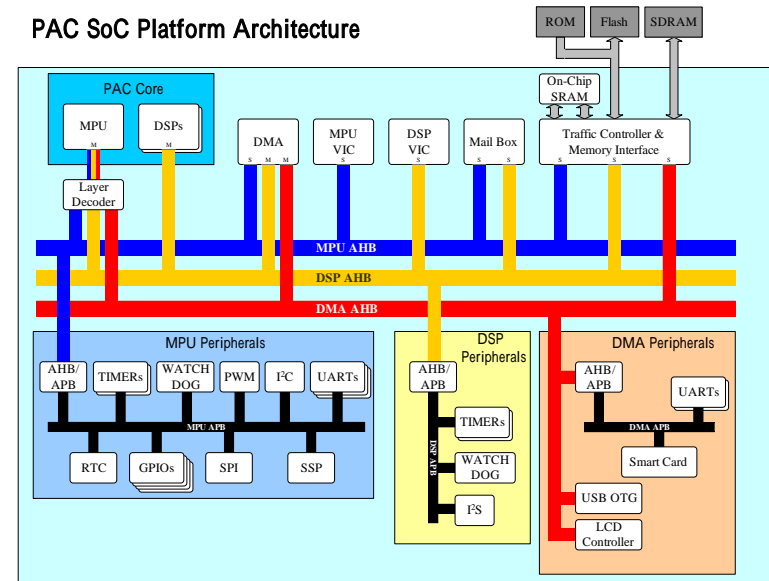 PAC SoC Platform Architecture
ROM
Flash
SDRAM
PAC Core
MPU
M
DSPs
M
On-Chip
SRAM
DMA
S M M
MPU
VIC
S
DSP
VIC
S
Mail Box
S S
Traffic Controller &
Memory Interface
S S S
Layer
Decoder
MPU AHB
DSP AHB
DMA AHB
MPU Peripherals
AHB/
APB
TIMERs
WATCH
DOG
PWM
I²C
UARTs
MPU APB
RTC
GPIOs
SPI
SSP
DSP
Peripherals
AHB/
APB
DSP APB
TIMERs
WATCH
DOG
I²S
DMA Peripherals
AHB/
APB
UARTs
DMA APB
Smart Card
USB OTG
LCD
Controller